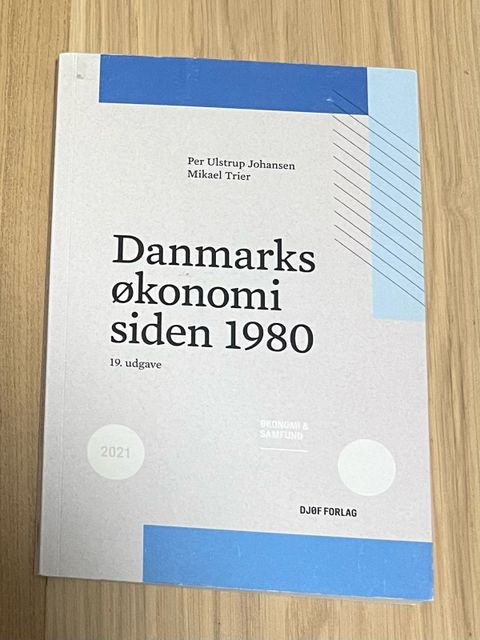 Per Ulstrup Johansen
Mikael Trier
Danmarks
økonomi
siden 1980
19. udgave
ØKONOMI &
SAMFUND
2021
DJØF FORLAG